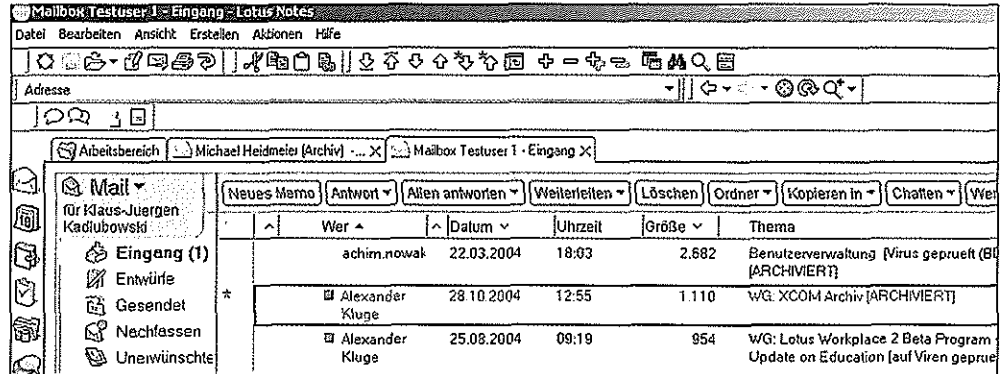 Mailbox Testuser 1 - Eingang - Lotus Notes
Datei Bearbeiten Ansicht Erstellen Aktionen Hilfe
Adresse
Arbeitsbereich Michael Heidmeier (Archiv) -... Mailbox Testuser 1 - Eingang
Mail
für Klaus-Juergen
Kadlubowski
Eingang (1)
Entwürfe
Gesendet
Nachfassen
Unerwünschte
Neues Memo Antwort Allen antworten Weiterleiten Löschen Ordner Kopieren in Chatten Wei
Wer Datum Uhrzeit Größe Thema
achim.nowak 22.03.2004 18:03 2.682 Benutzerverwaltung [Virus geprueft (
[ARCHIVIERT]
* Alexander 28.10.2004 12:55 1.110 WG: XCOM Archiv [ARCHIVIERT]
Kluge
Alexander 25.08.2004 09:19 954 WG: Lotus Workplace 2 Beta Program -
Kluge Update on Education [auf Viren geprue